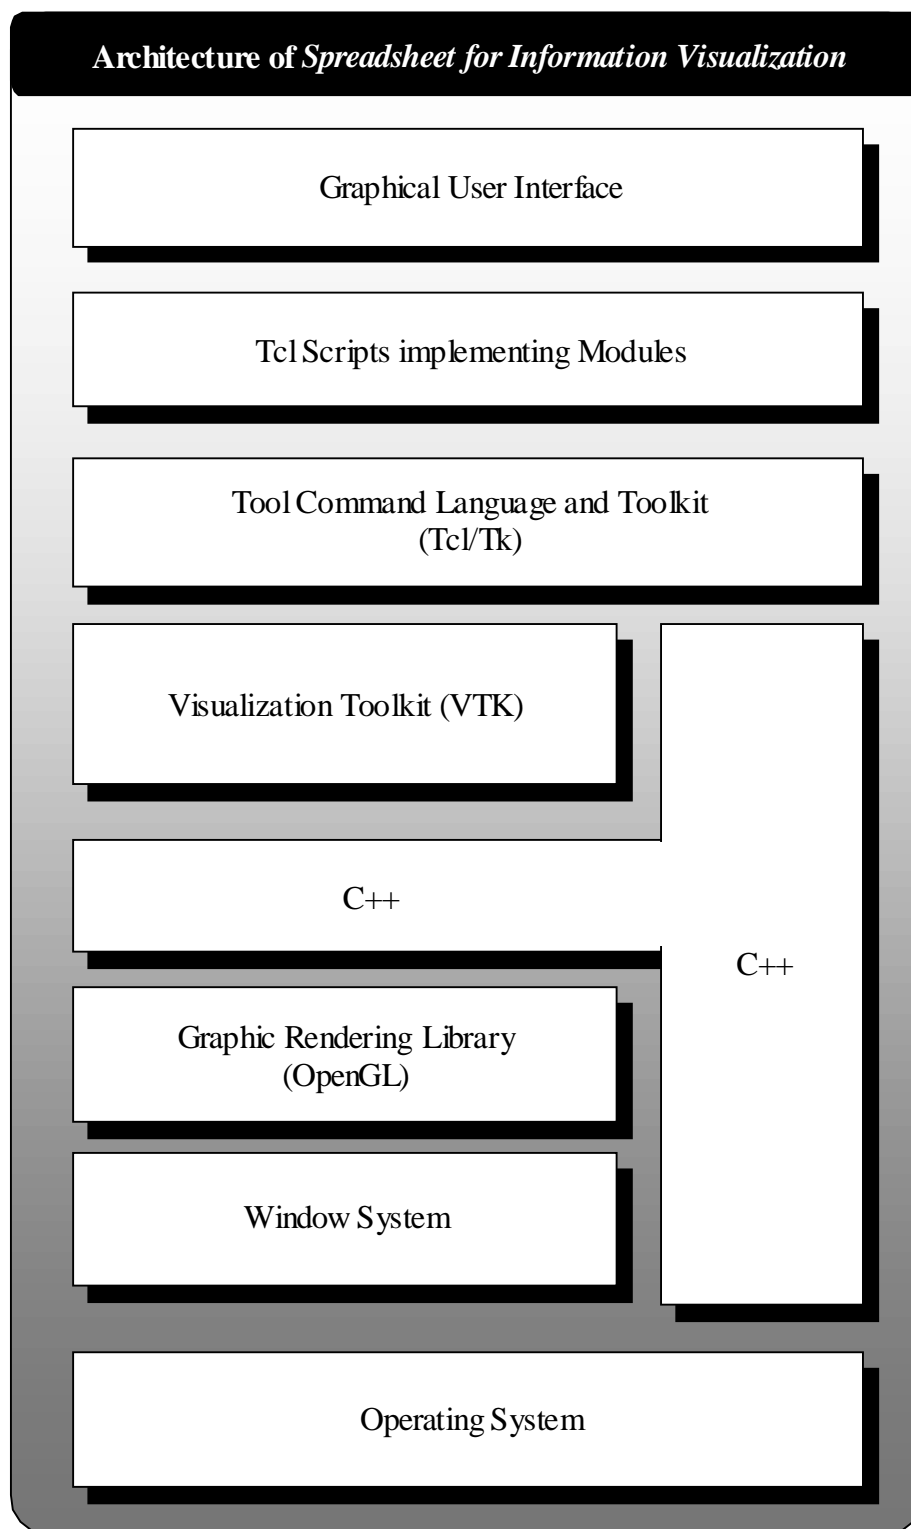 Architecture of Spreadsheet for Information Visualization
Graphical User Interface
Tcl Scripts implementing Modules
Tool Command Language and Toolkit
(Tcl/Tk)
Visualization Toolkit (VTK)
C++
C++
Graphic Rendering Library
(OpenGL)
Window System
Operating System